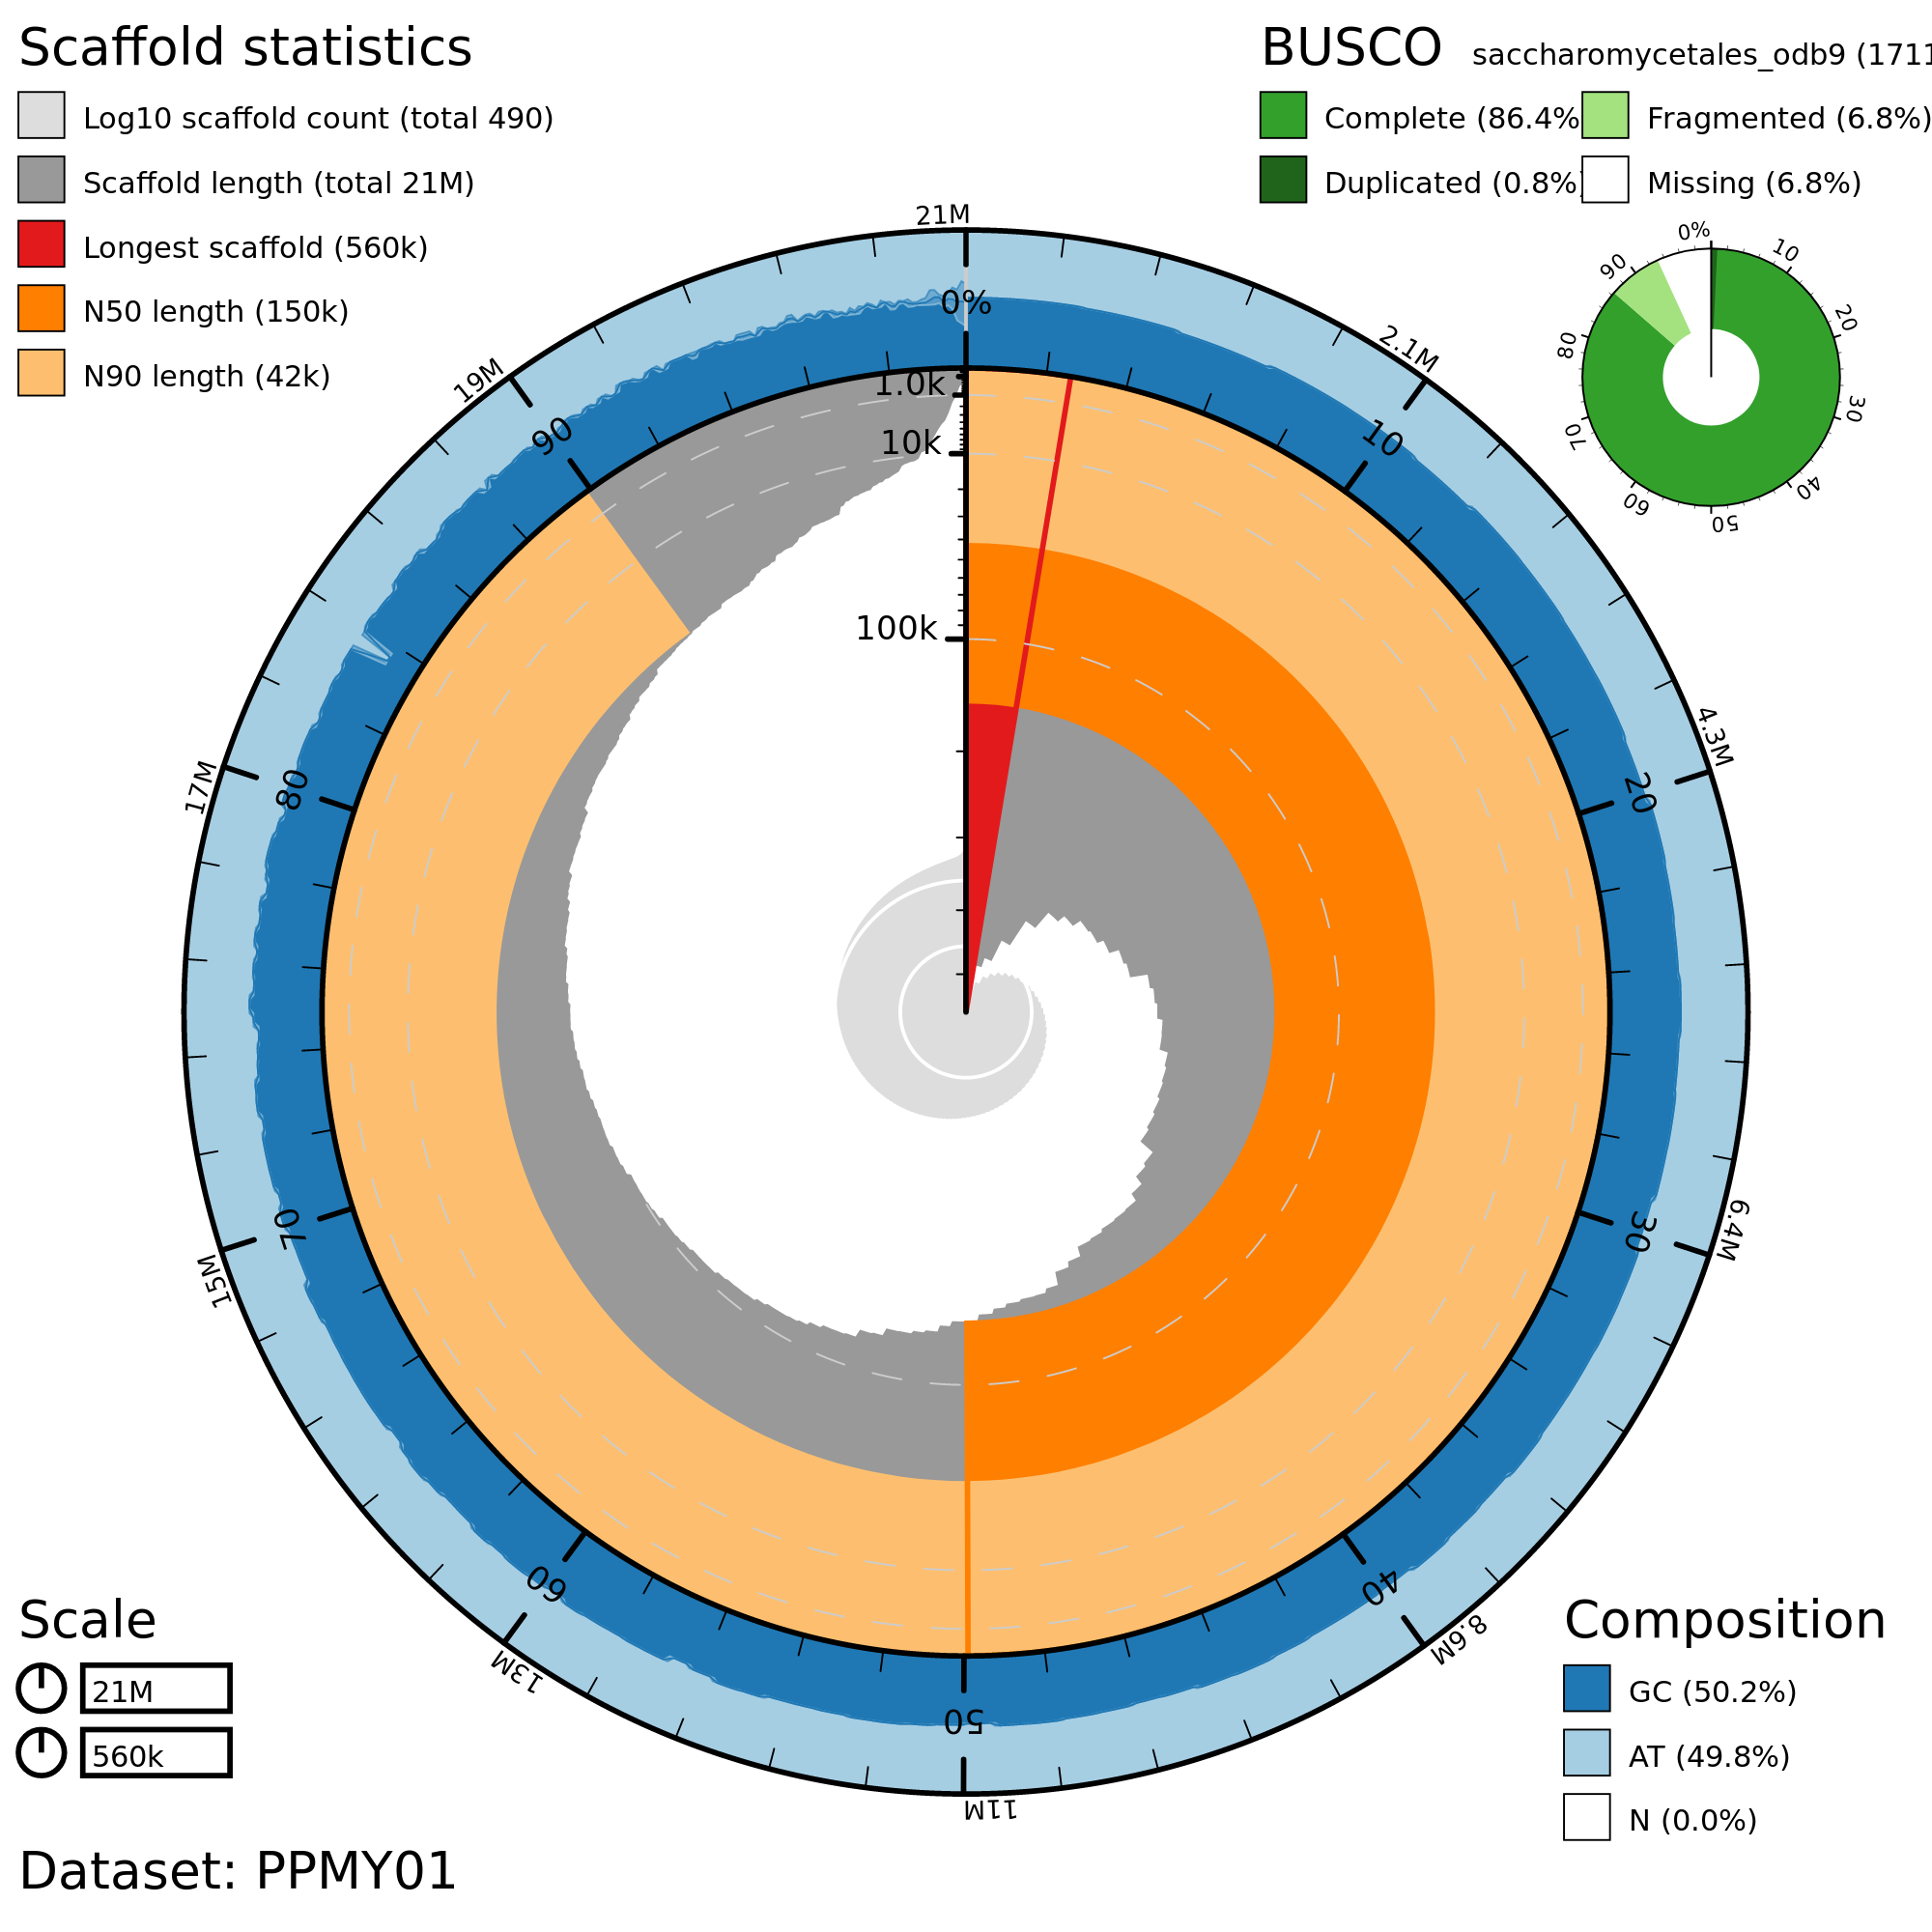 Scaffold statistics
Log10 scaffold count (total 490)
Scaffold length (total 21M)
Longest scaffold (560k)
N50 length (150k)
N90 length (42k)
BUSCO saccharomycetales_odb9 (1711
Complete (86.4%
Fragmented (6.8%)
Duplicated (0.8%)
Missing (6.8%)
0%
10
20
30
40
50
60
70
80
90
21M
2.1M
4.3M
6.4M
8.6M
11M
13M
15M
17M
19M
0%
10
20
30
40
50
60
70
80
90
1.0k
10k
100k
Scale
21M
560k
Composition
GC (50.2%)
AT (49.8%)
N (0.0%)
Dataset: PPMY01